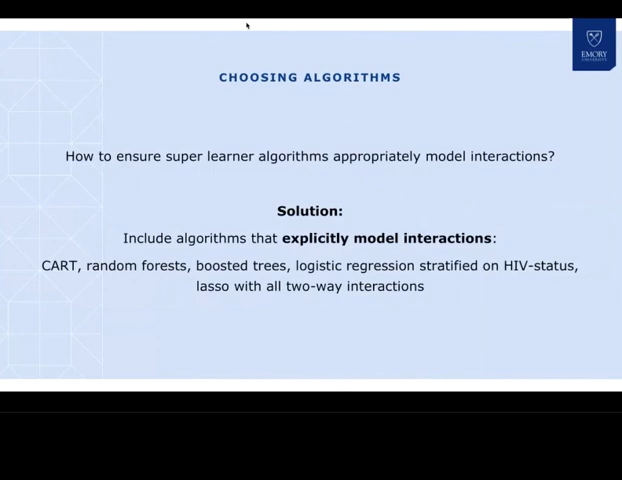 EMORY
UNIVERSITY
CHOOSING ALGORITHMS
How to ensure super learner algorithms appropriately model interactions?
Solution:
Include algorithms that explicitly model interactions:
CART, random forests, boosted trees, logistic regression stratified on HIV-status,
lasso with all two-way interactions